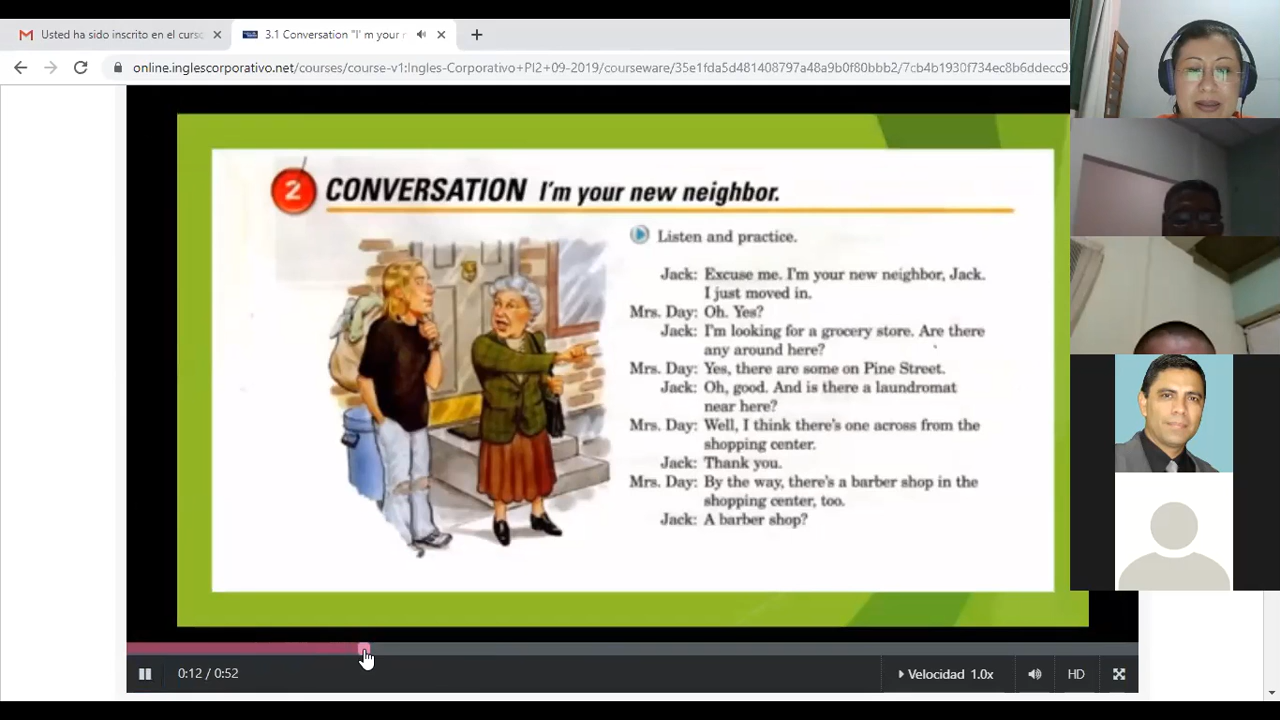 Usted ha sido inscrito en el curso
3.1 Conversation "I' m your r
online.inglescorporativo.net/courses/course-v1:Ingles-Corporativo+PI2+09-2019/courseware/35e1fda5d481408797a48a9b0f80bbb2/7cb4b1930f734ec8b6ddecc9
2 CONVERSATION I'm your new neighbor.
Listen and practice.
Jack: Excuse me. I'm your new neighbor, Jack.
I just moved in.
Mrs. Day: Oh. Yes?
Jack: I'm looking for a grocery store. Are there
any around here?
Mrs. Day: Yes, there are some on Pine Street.
Jack: Oh, good. And is there a laundromat
near here?
Mrs. Day: Well, I think there's one across from the
shopping center.
Jack: Thank you.
Mrs. Day: By the way, there's a barber shop in the
shopping center, too.
Jack: A barber shop?
0:12 / 0:52
Velocidad 1.0x
HD